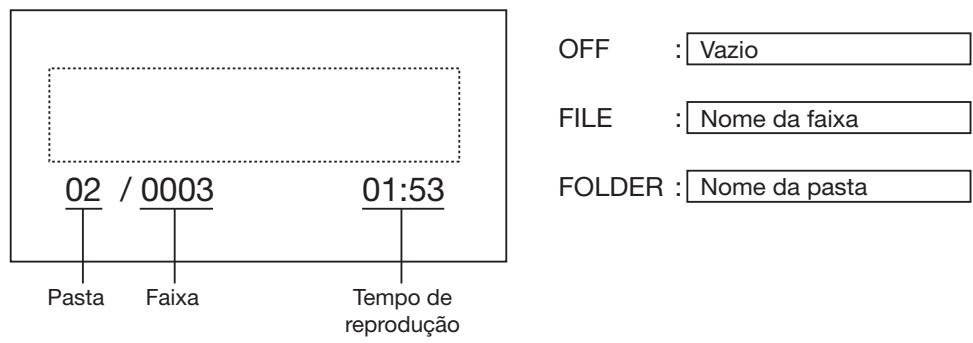 02 / 0003 01:53
Pasta Faixa Tempo de
reprodução
OFF : Vazio
FILE : Nome da faixa
FOLDER : Nome da pasta